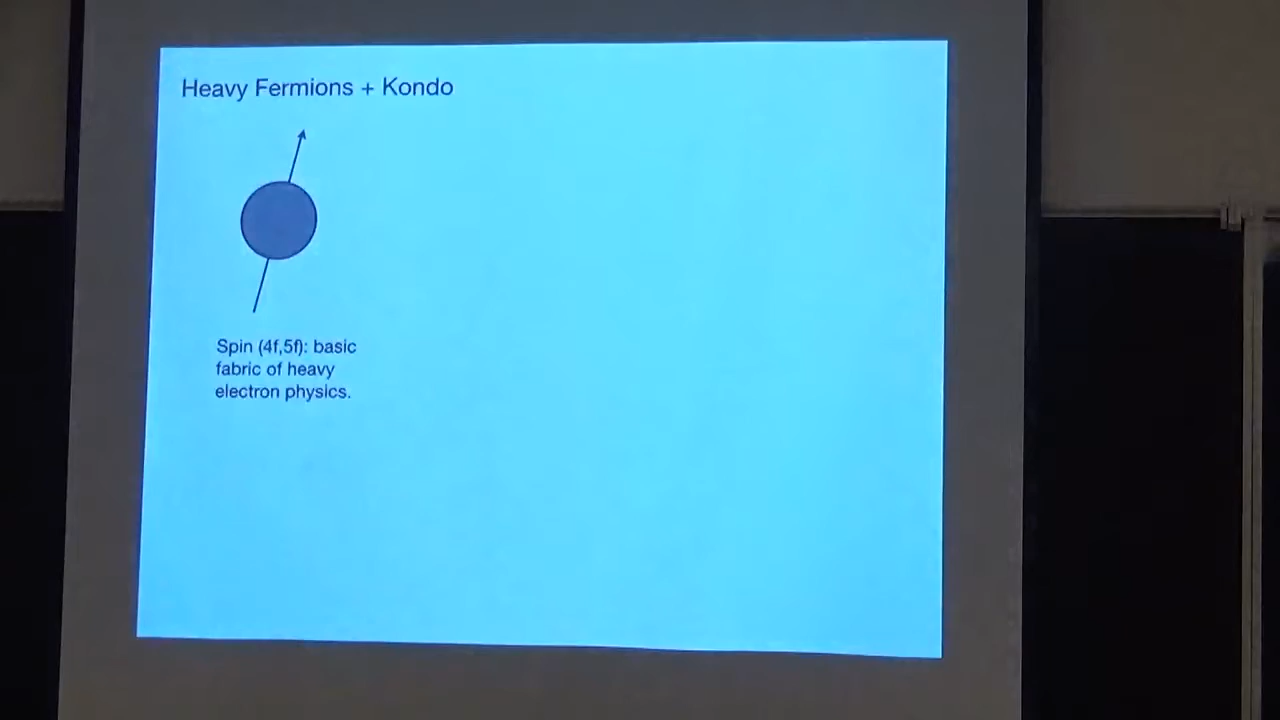 Heavy Fermions + Kondo
Spin (4f,5f): basic
fabric of heavy
electron physics.